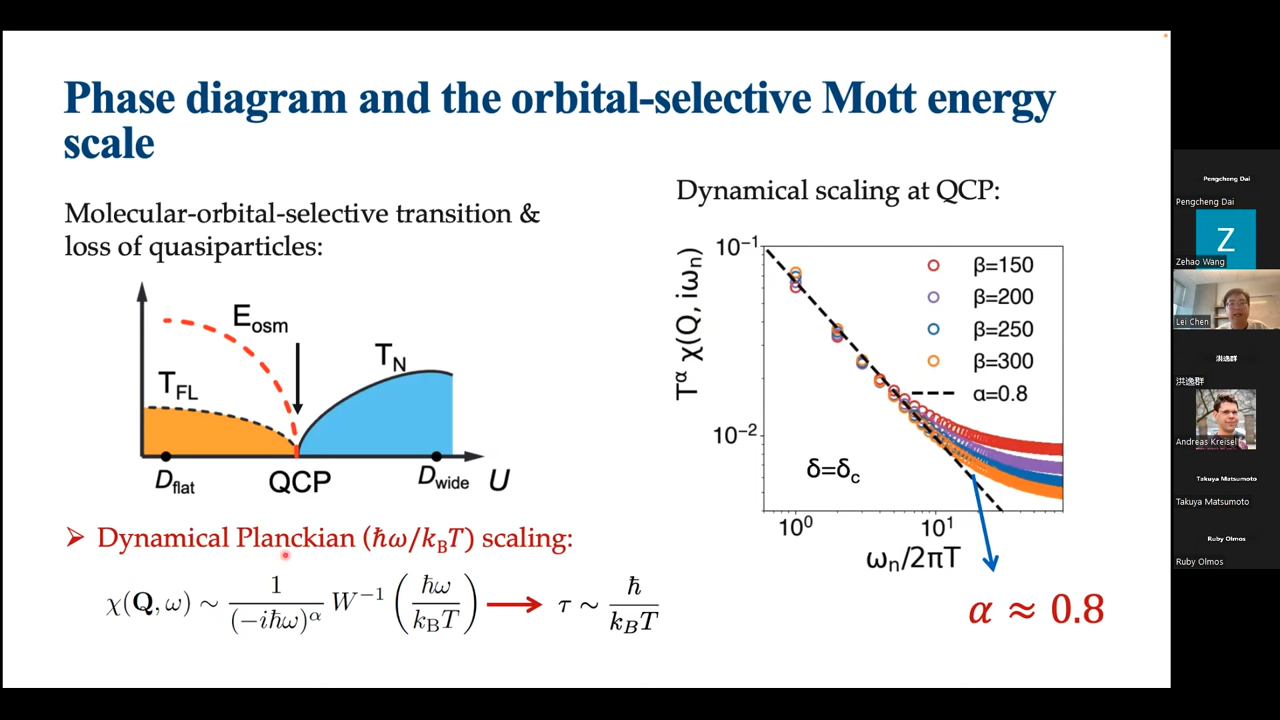 Phase diagram and the orbital-selective Mott energy
scale
Molecular-orbital-selective transition &
loss of quasiparticles:
E_osm
T_N
T_FL
D_flat
QCP
D_wide
U
➤ Dynamical Planckian (ℏω/k_BT) scaling:
χ(Q, ω) ∼ 1/(−iℏω)^α W^{−1} (ℏω/k_BT) → τ ∼ ℏ/k_BT
Dynamical scaling at QCP:
T^α χ(Q, iω_n)
10^−1
10^−2
β=150
β=200
β=250
β=300
α=0.8
δ=δ_c
10^0
10^1
ω_n/2πT
α ≈ 0.8
Pengcheng Dai
Pengcheng Dai
Z
Zehao Wang
Lei Chen
洪逸群
洪逸群
Andreas Kreisel
Takuya Matsumoto
Takuya Matsumoto
Ruby Olmos
Ruby Olmos